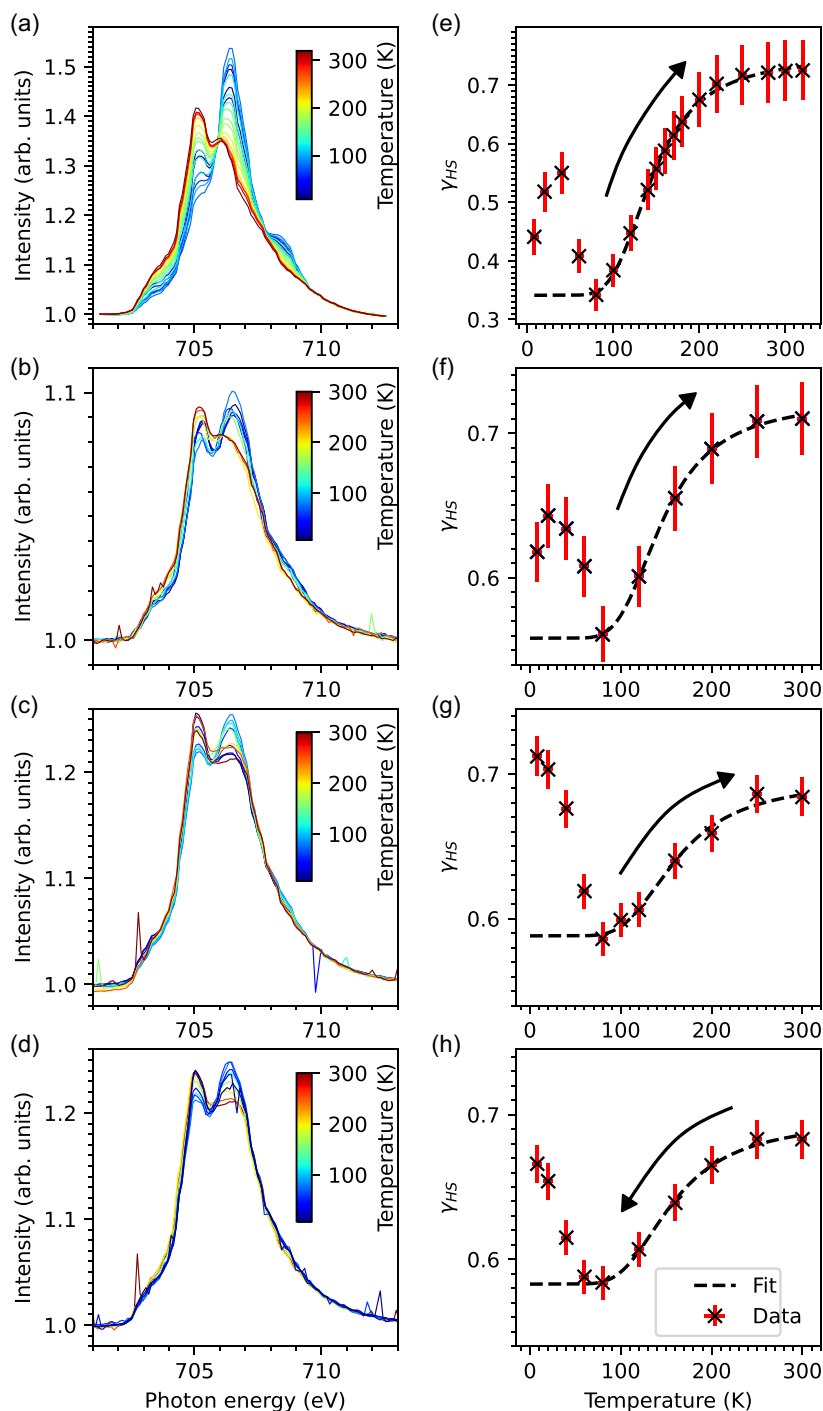 (a)
Intensity (arb. units)
1.5
1.4
1.3
1.2
1.1
1.0
705
710
300
200
100
Temperature (K)
(e)
γHS
0.7
0.6
0.5
0.4
0.3
0
100
200
300
(b)
Intensity (arb. units)
1.1
1.0
705
710
300
200
100
Temperature (K)
(f)
γHS
0.7
0.6
0
100
200
300
(c)
Intensity (arb. units)
1.2
1.1
1.0
705
710
300
200
100
Temperature (K)
(g)
γHS
0.7
0.6
0
100
200
300
(d)
Intensity (arb. units)
1.2
1.1
1.0
705
710
Photon energy (eV)
300
200
100
Temperature (K)
(h)
γHS
0.7
0.6
0
100
200
300
Temperature (K)
Fit
Data